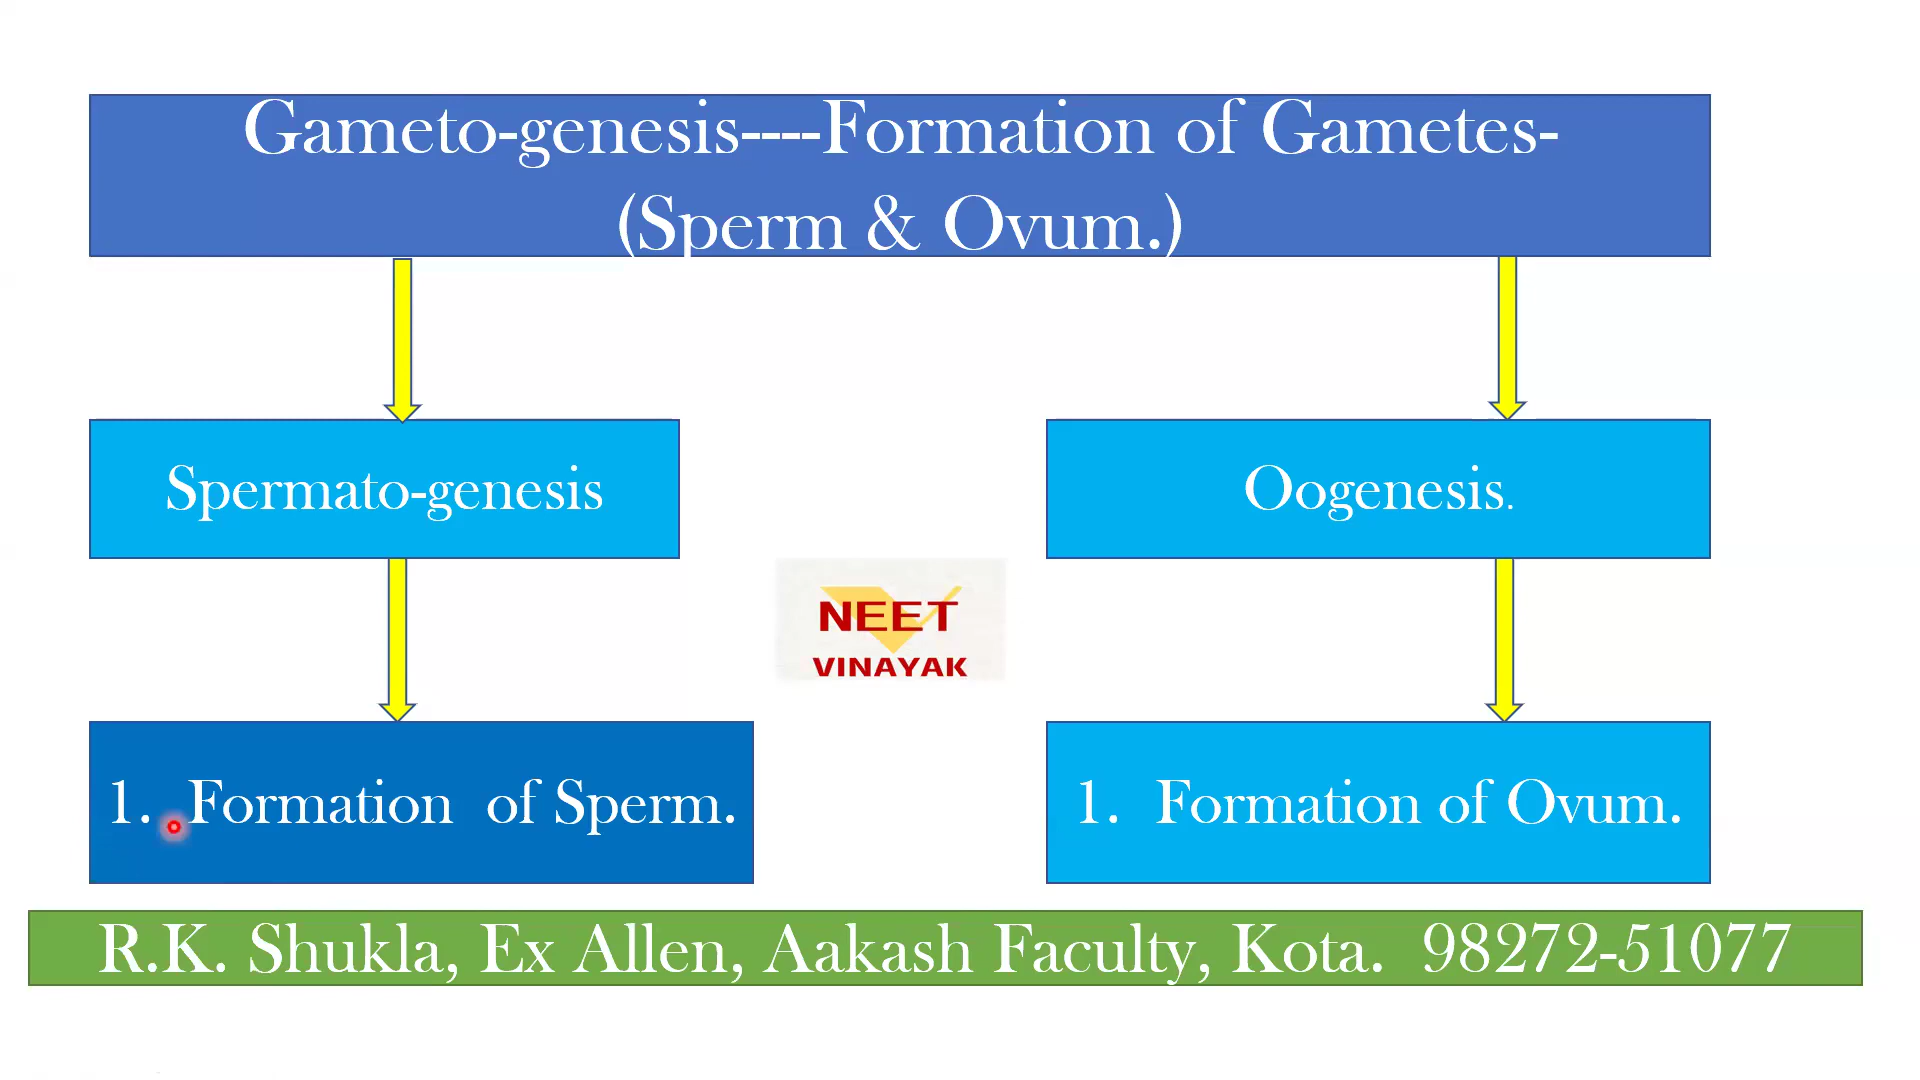 Gameto-genesis----Formation of Gametes-
(Sperm & Ovum.)
Spermato-genesis
Oogenesis.
NEET
VINAYAK
1. Formation of Sperm.
1. Formation of Ovum.
R.K. Shukla, Ex Allen, Aakash Faculty, Kota. 98272-51077